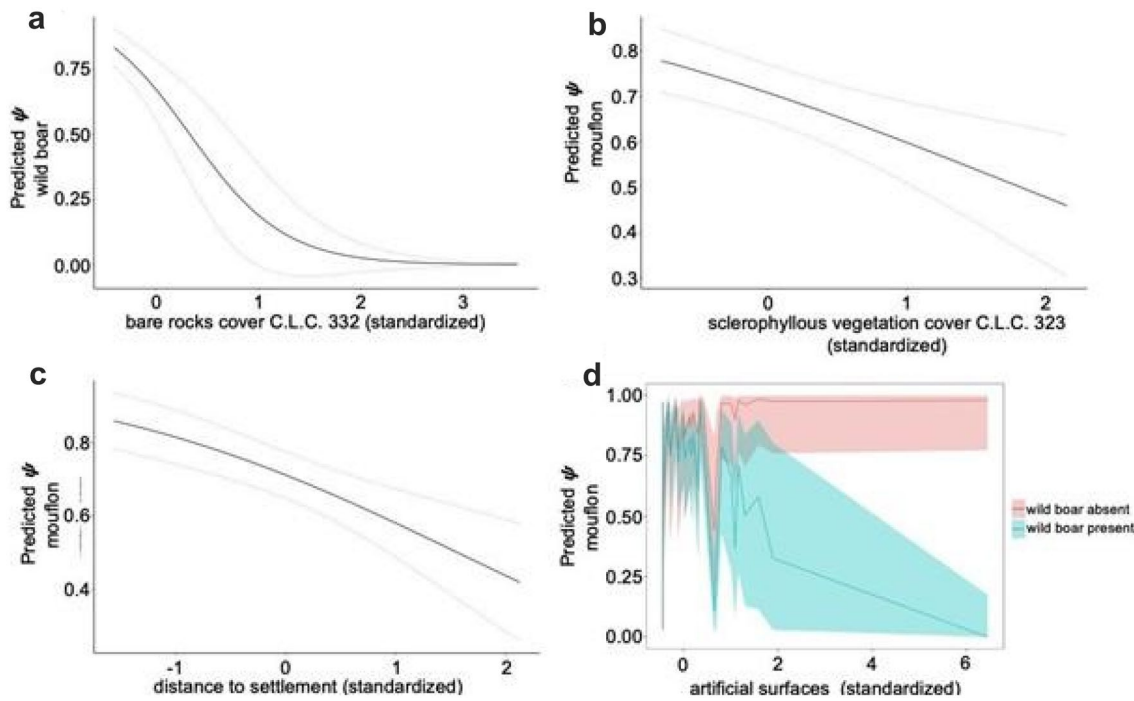 a
Predicted ψ
wild boar
0.75
0.50
0.25
0.00
0 1 2 3
bare rocks cover C.L.C. 332 (standardized)
b
Predicted ψ
mouflon
0.8
0.7
0.6
0.5
0.4
0.3
0 1 2
sclerophyllous vegetation cover C.L.C. 323
(standardized)
c
Predicted ψ
mouflon
0.8
0.6
0.4
-1 0 1 2
distance to settlement (standardized)
d
Predicted ψ
mouflon
1.00
0.75
0.50
0.25
0.00
0 2 4 6
artificial surfaces (standardized)
wild boar absent
wild boar present